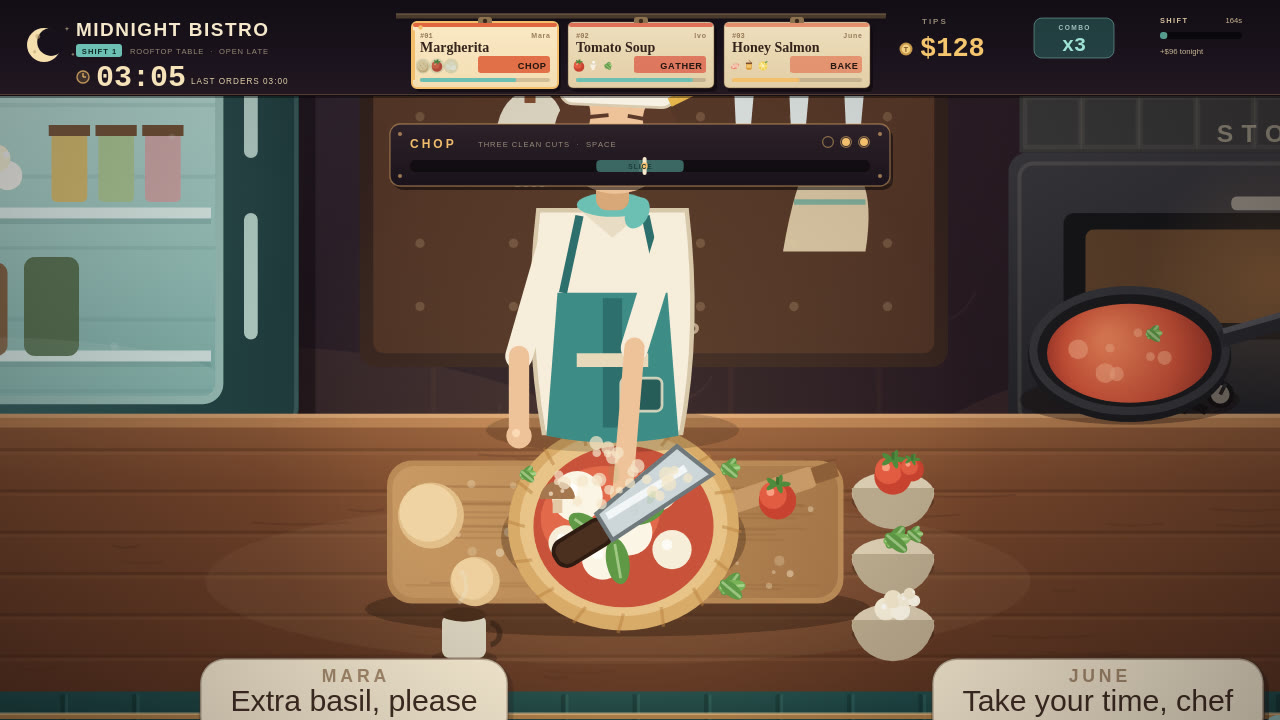 MIDNIGHT BISTRO
SHIFT 1 ROOFTOP TABLE · OPEN LATE
03:05 LAST ORDERS 03:00
#01 Mara
Margherita
CHOP
#02 Ivo
Tomato Soup
GATHER
#03 June
Honey Salmon
BAKE
TIPS
$128
COMBO
x3
SHIFT 164s
+$96 tonight
CHOP THREE CLEAN CUTS · SPACE
SLICE
STO
MARA
Extra basil, please
JUNE
Take your time, chef